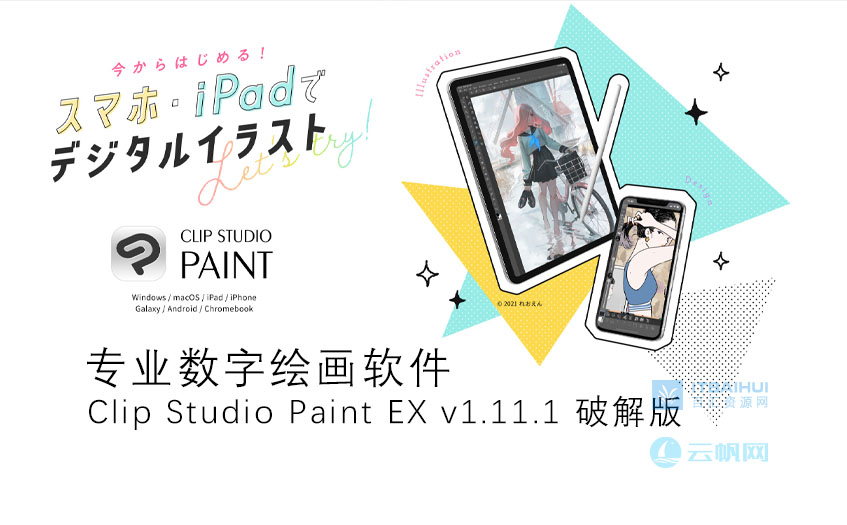 今からはじめる!
スマホ・iPadで
デジタルイラスト
Let's try!
Illustration
Design
CLIP STUDIO
PAINT
Windows / macOS / iPad / iPhone
Galaxy / Android / Chromebook
© 2021 れおえん
专业数字绘画软件
Clip Studio Paint EX v1.11.1 破解版
ITBAIHUI
资源网
云帆网